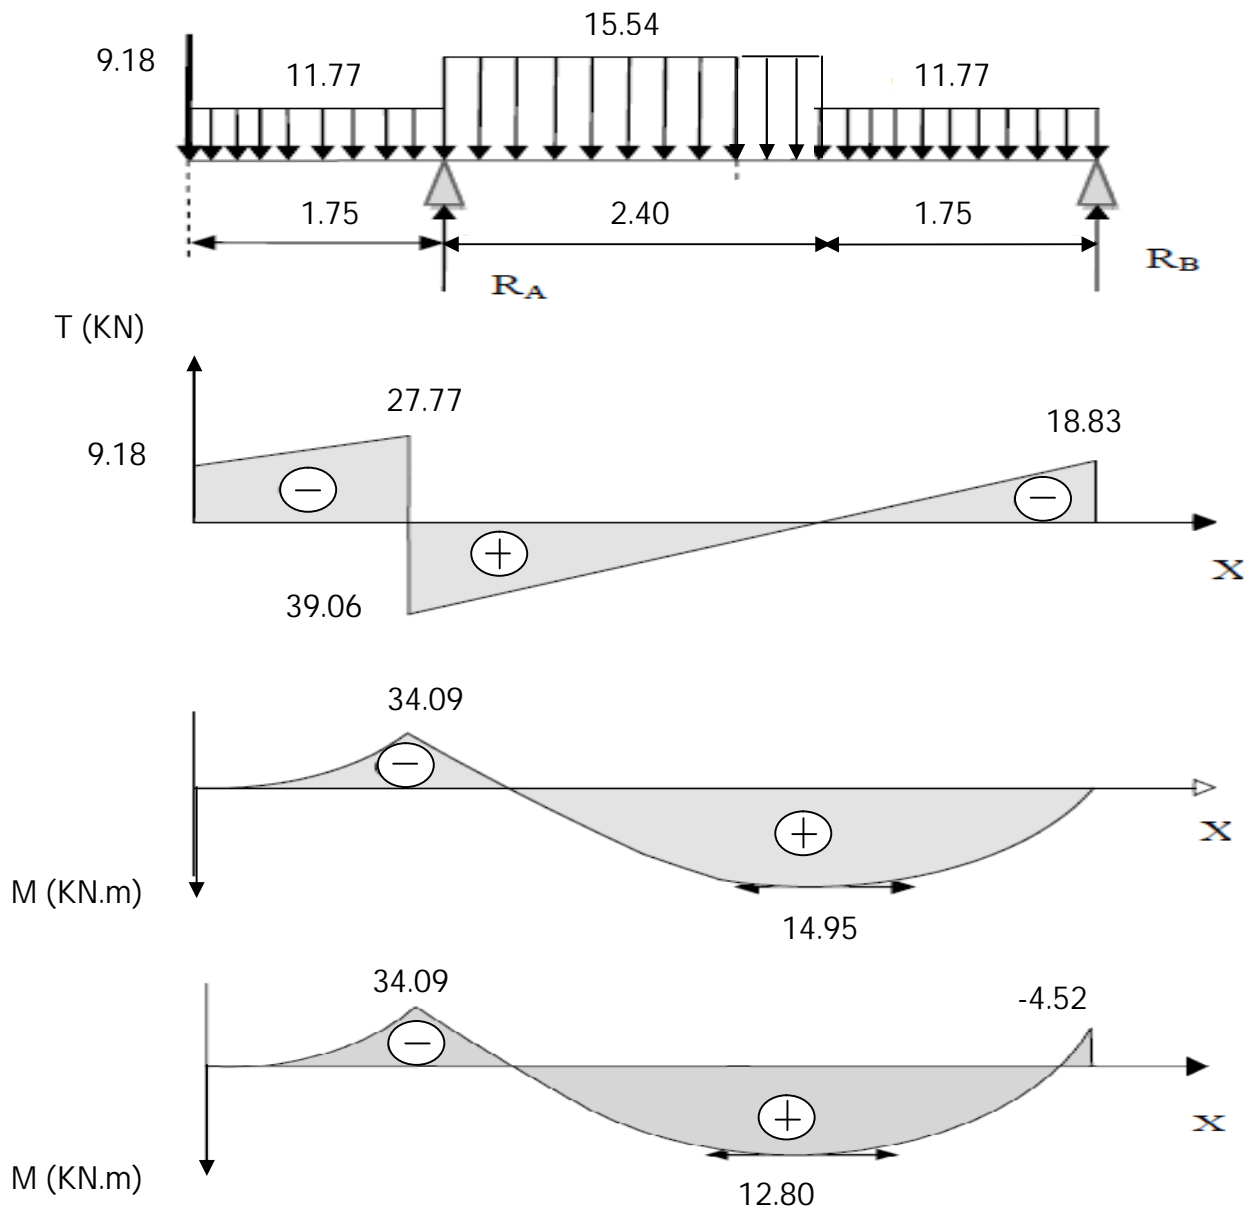 15.54
9.18
11.77
11.77
1.75
2.40
1.75
RA
RB
T (KN)
27.77
18.83
9.18
−
−
+
X
39.06
34.09
−
+
X
M (KN.m)
14.95
34.09
-4.52
−
+
X
M (KN.m)
12.80